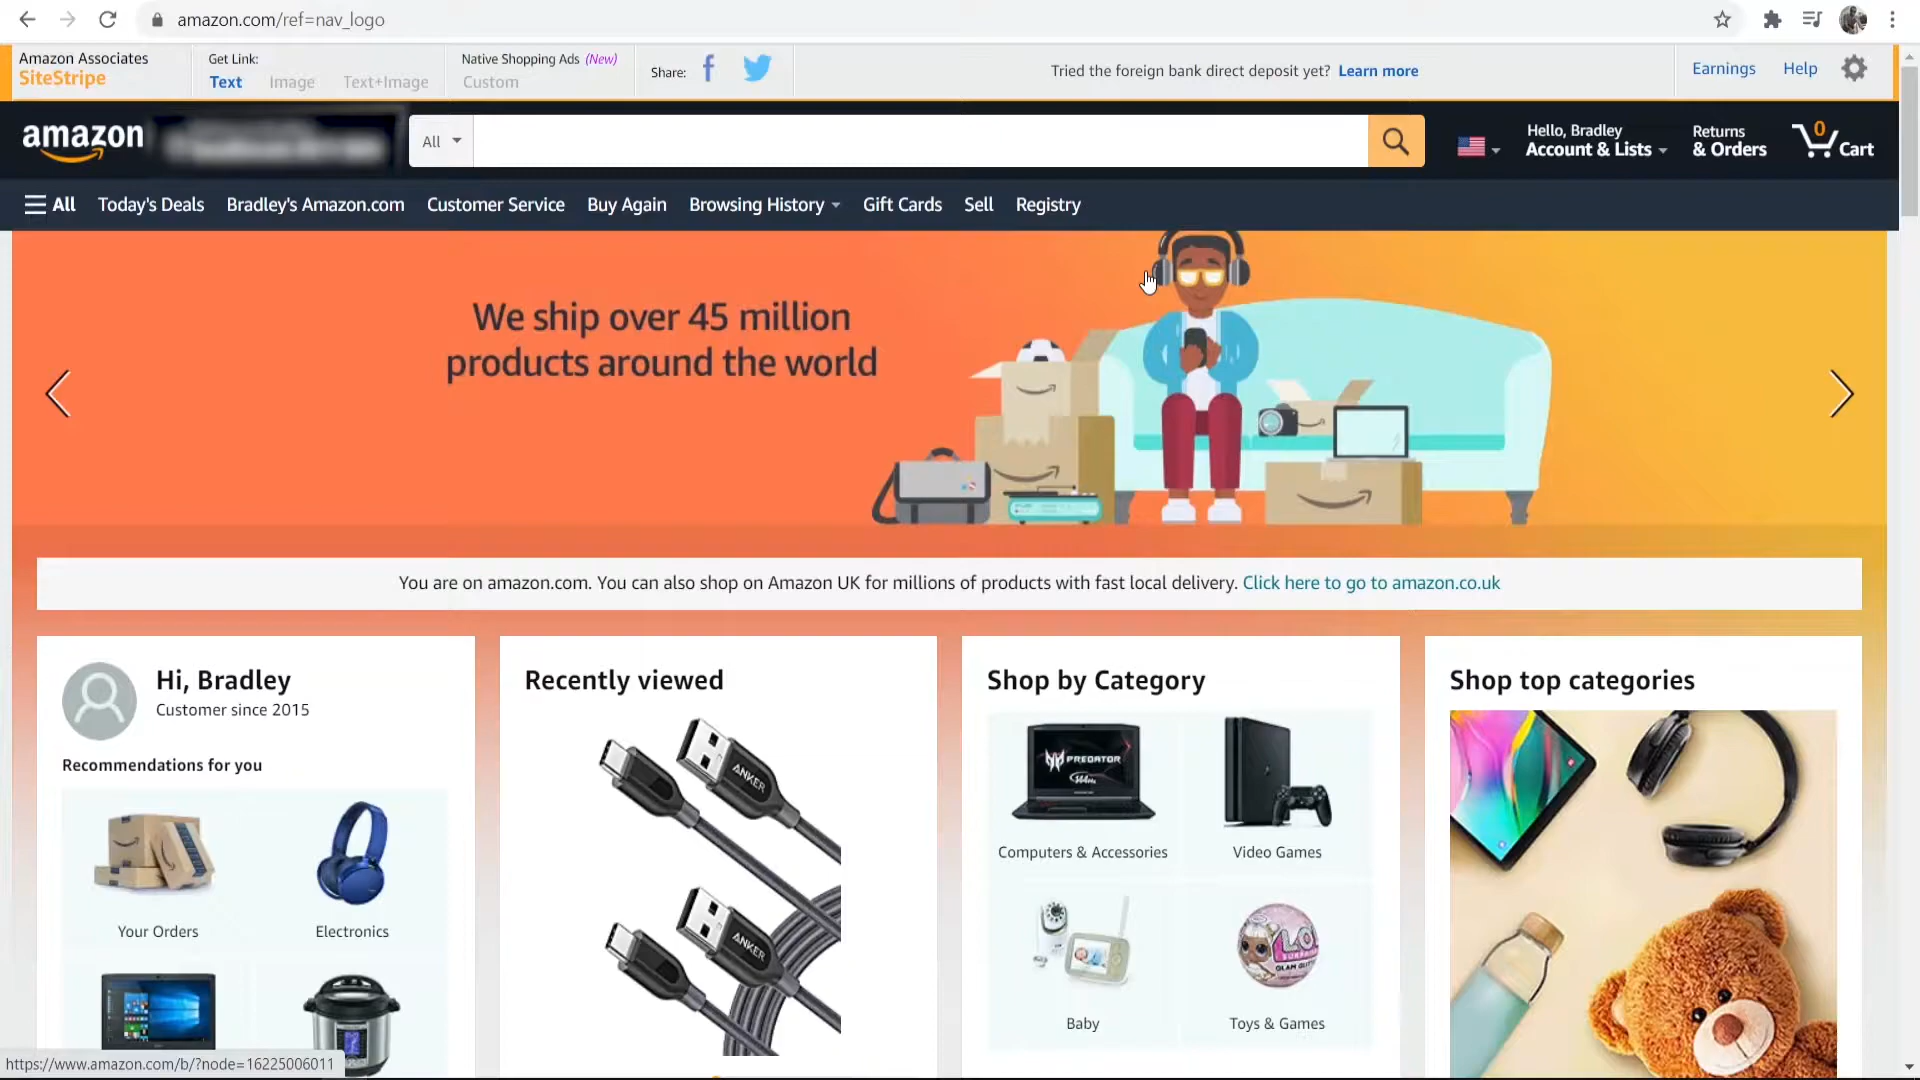 amazon.com/ref=nav_logo
Amazon Associates
SiteStripe
Get Link:
Text Image Text+Image
Native Shopping Ads (New)
Custom
Share:
Tried the foreign bank direct deposit yet? Learn more
Earnings Help
amazon
All
Hello, Bradley
Account & Lists
Returns
& Orders
0
Cart
All Today's Deals Bradley's Amazon.com Customer Service Buy Again Browsing History Gift Cards Sell Registry
We ship over 45 million
products around the world
You are on amazon.com. You can also shop on Amazon UK for millions of products with fast local delivery. Click here to go to amazon.co.uk
Hi, Bradley
Customer since 2015
Recommendations for you
Your Orders
Electronics
Recently viewed
ANKER
ANKER
Shop by Category
PREDATOR
144Hz
Computers & Accessories
Video Games
Baby
LOL
SURPRISE
GLAM GLITTER
Toys & Games
Shop top categories
https://www.amazon.com/b/?node=16225006011